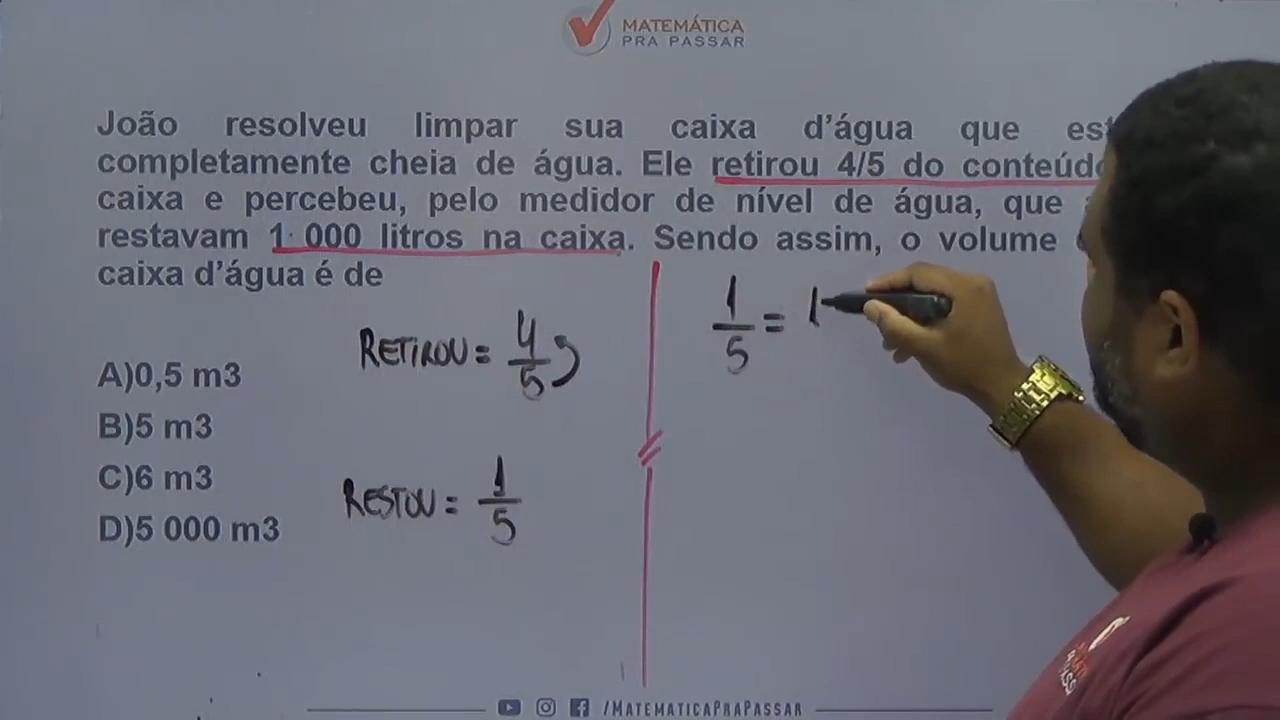 MATEMÁTICA
PRA PASSAR
João resolveu limpar sua caixa d'água que est
completamente cheia de água. Ele retirou 4/5 do conteúdo
caixa e percebeu, pelo medidor de nível de água, que
restavam 1 000 litros na caixa. Sendo assim, o volume
caixa d'água é de
A)0,5 m3
B)5 m3
C)6 m3
D)5 000 m3
RETIROU = 4/5
RESTOU = 1/5
1/5 = 1
/MATEMATICAPRAPASSAR